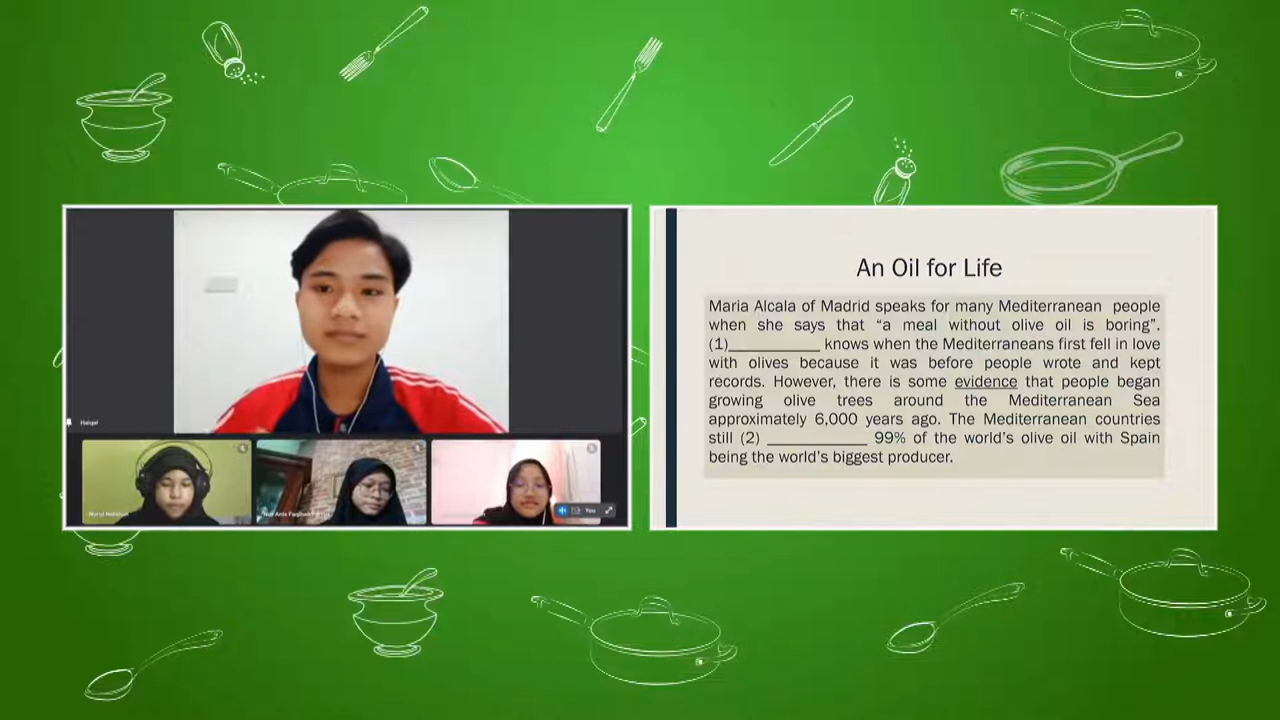 Haiqal
You
An Oil for Life
Maria Alcala of Madrid speaks for many Mediterranean people
when she says that “a meal without olive oil is boring”.
(1)___________ knows when the Mediterraneans first fell in love
with olives because it was before people wrote and kept
records. However, there is some evidence that people began
growing olive trees around the Mediterranean Sea
approximately 6,000 years ago. The Mediterranean countries
still (2) ____________ 99% of the world’s olive oil with Spain
being the world’s biggest producer.